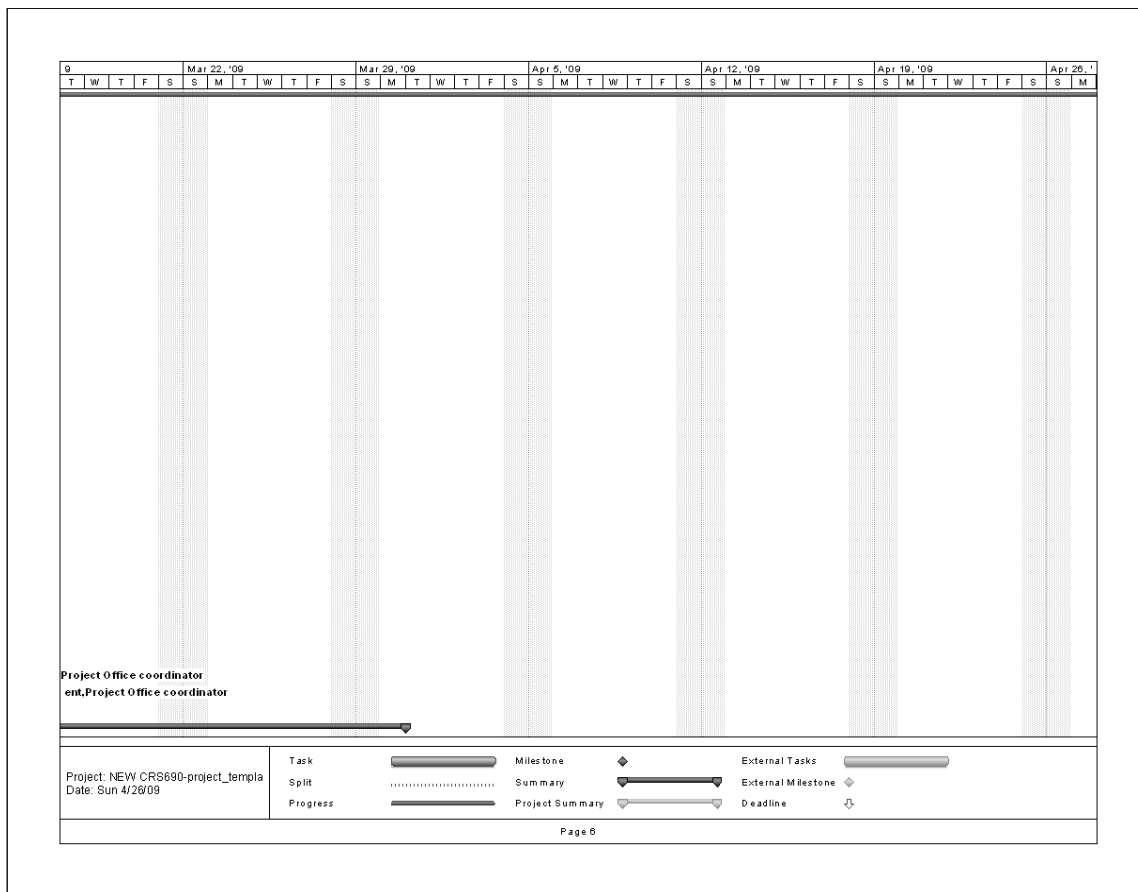 9 Mar 22, '09 Mar 29, '09 Apr 5, '09 Apr 12, '09 Apr 19, '09 Apr 26, '
T W T F S S M T W T F S S M T W T F S S M T W T F S S M T W T F S S M T W T F S S M
Project Office coordinator
ent,Project Office coordinator
Project: NEW CRS690-project_templa
Date: Sun 4/26/09
Task Milestone External Tasks
Split Summary External Milestone
Progress Project Summary Deadline
Page 6